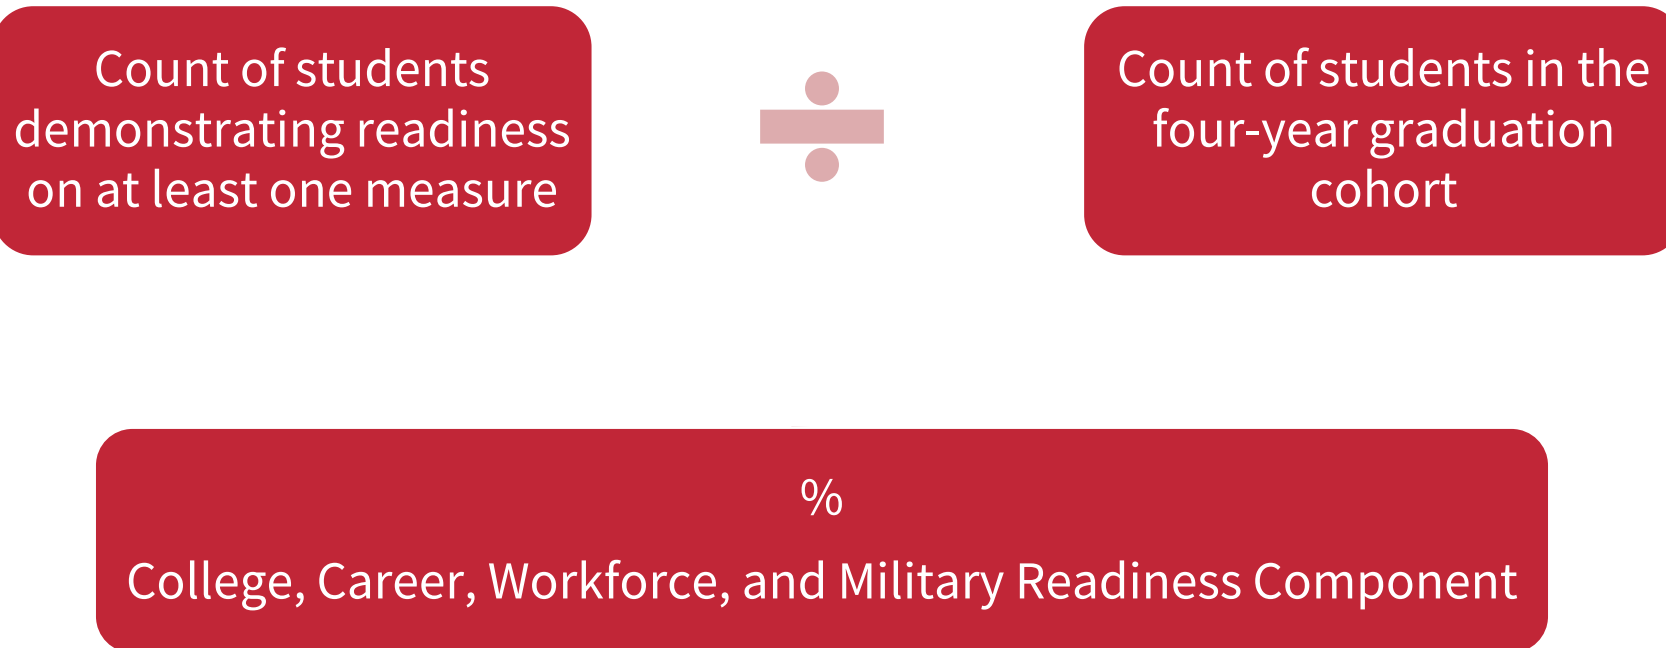 Count of students
demonstrating readiness
on at least one measure
Count of students in the
four-year graduation
cohort
%
College, Career, Workforce, and Military Readiness Component